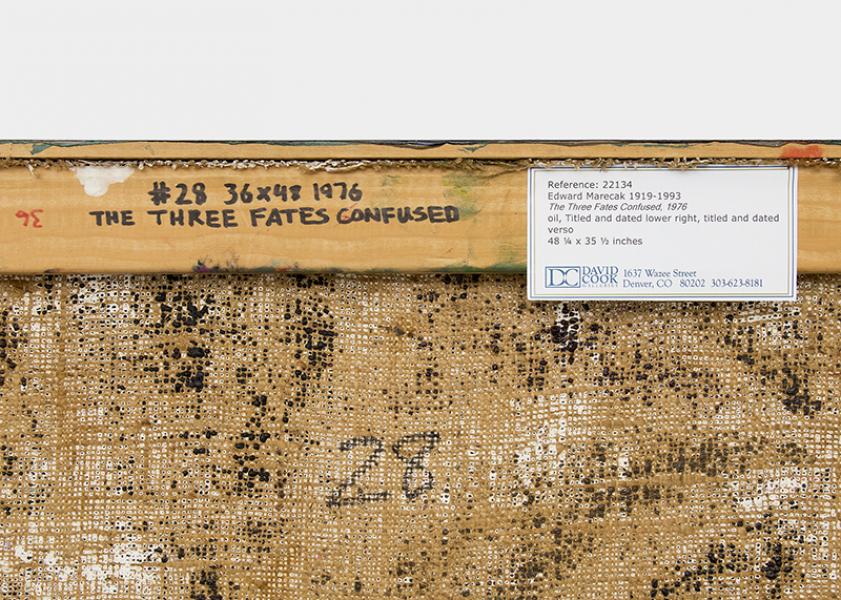 #28 36x48 1976
THE THREE FATES CONFUSED
36
Reference: 22134
Edward Marecak 1919-1993
The Three Fates Confused, 1976
oil, Titled and dated lower right, titled and dated
verso
48 ¼ x 35 ½ inches
DC DAVID COOK GALLERIES
1637 Wazee Street
Denver, CO 80202 303-623-8181
28